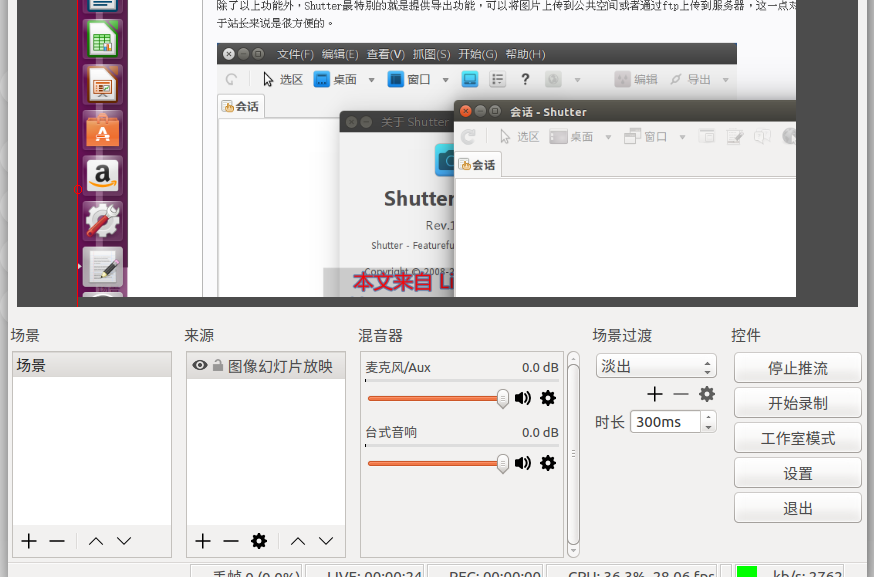 除了以上功能外，Shutter最特别的就是提供导出功能，可以将图片上传到公共空间或者通过ftp上传到服务器，这一点对
于站长来说是很方便的。
文件(F) 编辑(E) 查看(V) 抓图(S) 开始(G) 帮助(H)
选区 桌面 窗口 编辑 导出
会话
关于 Shutter
会话 - Shutter
选区 桌面 窗口
会话
Shutter
Rev.1
Shutter - Featurefu
Copyright © 2008-2
本文来自 Li
场景 来源 混音器 场景过渡 控件
场景
图像幻灯片放映
麦克风/Aux 0.0 dB
台式音响 0.0 dB
淡出
时长 300ms
停止推流
开始录制
工作室模式
设置
退出
丢帧 0 (0.0%) LIVE: 00:00:24 REC: 00:00:00 CPU: 36.3%, 28.06 fps kb/s: 2762